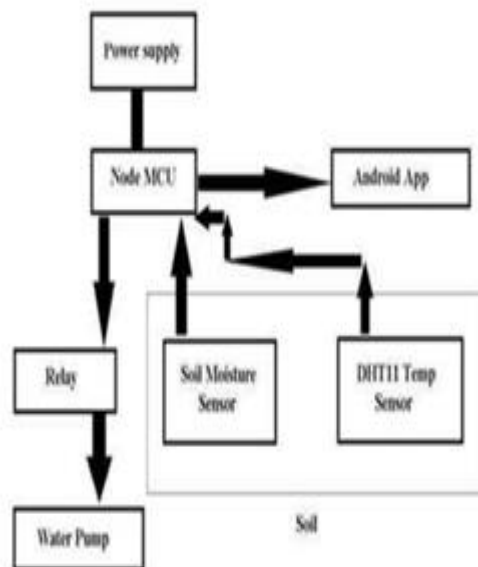 Power supply
Node MCU
Android App
Relay
Soil Moisture
Sensor
DHT11 Temp
Sensor
Soil
Water Pump